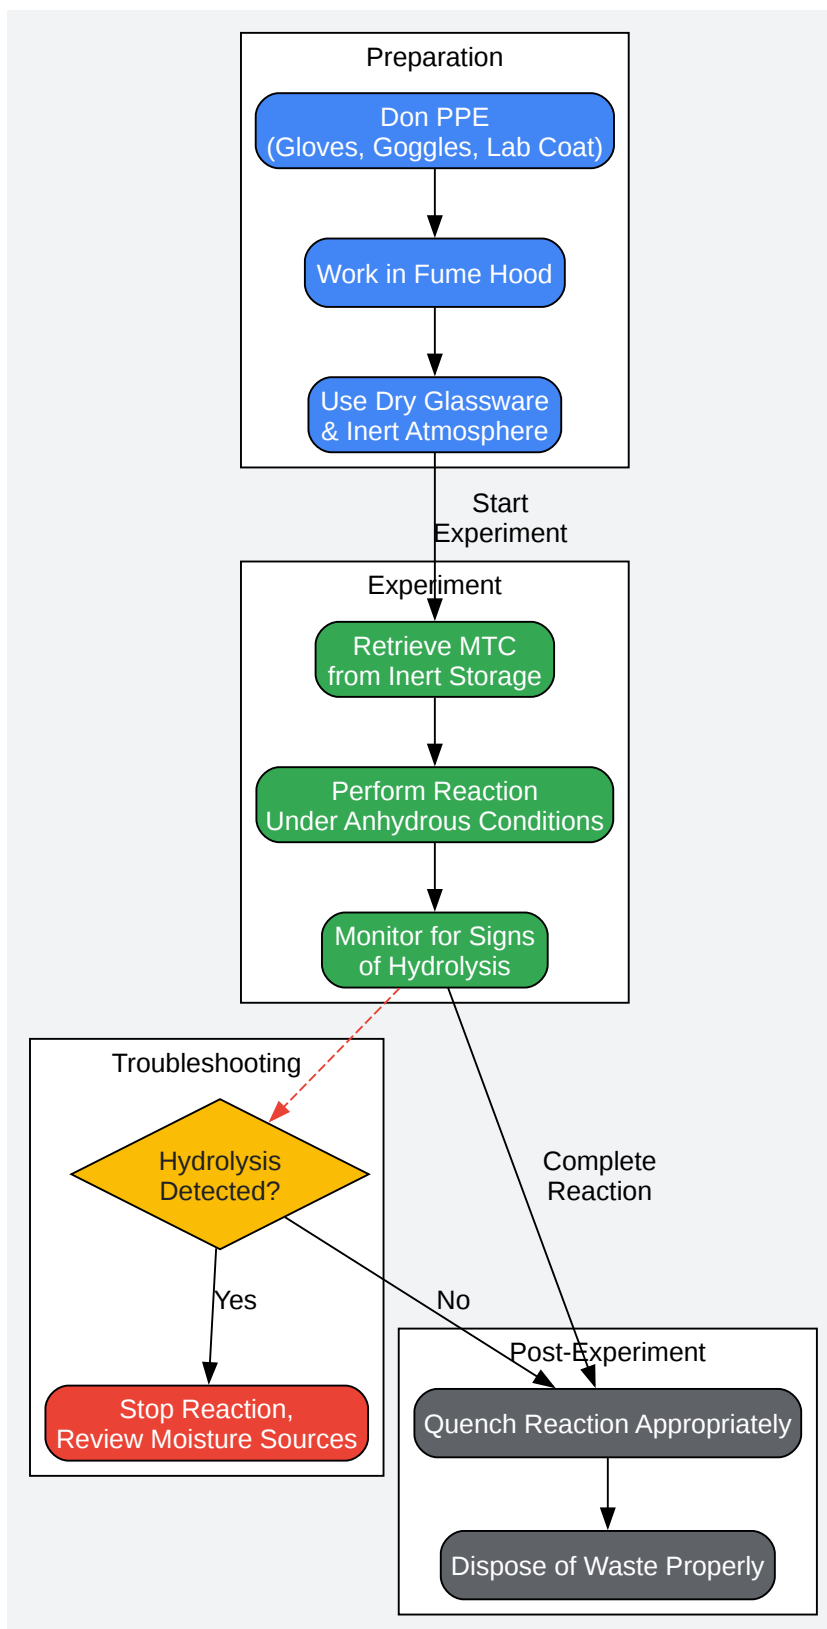 Preparation
Don PPE
(Gloves, Goggles, Lab Coat)
Work in Fume Hood
Use Dry Glassware
& Inert Atmosphere
Start
Experiment
Experiment
Retrieve MTC
from Inert Storage
Perform Reaction
Under Anhydrous Conditions
Monitor for Signs
of Hydrolysis
Troubleshooting
Hydrolysis
Detected?
Complete
Reaction
Yes
No
Post-Experiment
Stop Reaction,
Review Moisture Sources
Quench Reaction Appropriately
Dispose of Waste Properly